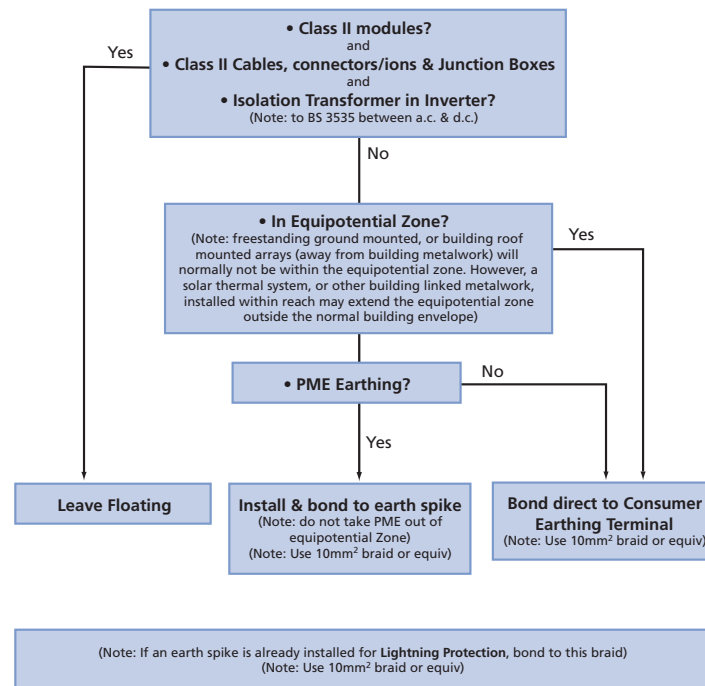 • Class II modules?
and
• Class II Cables, connectors/ions & Junction Boxes
and
• Isolation Transformer in Inverter?
(Note: to BS 3535 between a.c. & d.c.)
Yes
No
• In Equipotential Zone?
(Note: freestanding ground mounted, or building roof
mounted arrays (away from building metalwork) will
normally not be within the equipotential zone. However, a
solar thermal system, or other building linked metalwork,
installed within reach may extend the equipotential zone
outside the normal building envelope)
Yes
• PME Earthing?
No
Yes
Leave Floating
Install & bond to earth spike
(Note: do not take PME out of
equipotential Zone)
(Note: Use 10mm² braid or equiv)
Bond direct to Consumer
Earthing Terminal
(Note: Use 10mm² braid or equiv)
(Note: If an earth spike is already installed for Lightning Protection, bond to this braid)
(Note: Use 10mm² braid or equiv)